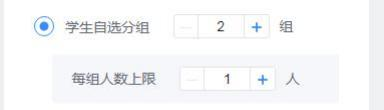 学生自选分组 — 2 + 组
每组人数上限 — 1 + 人